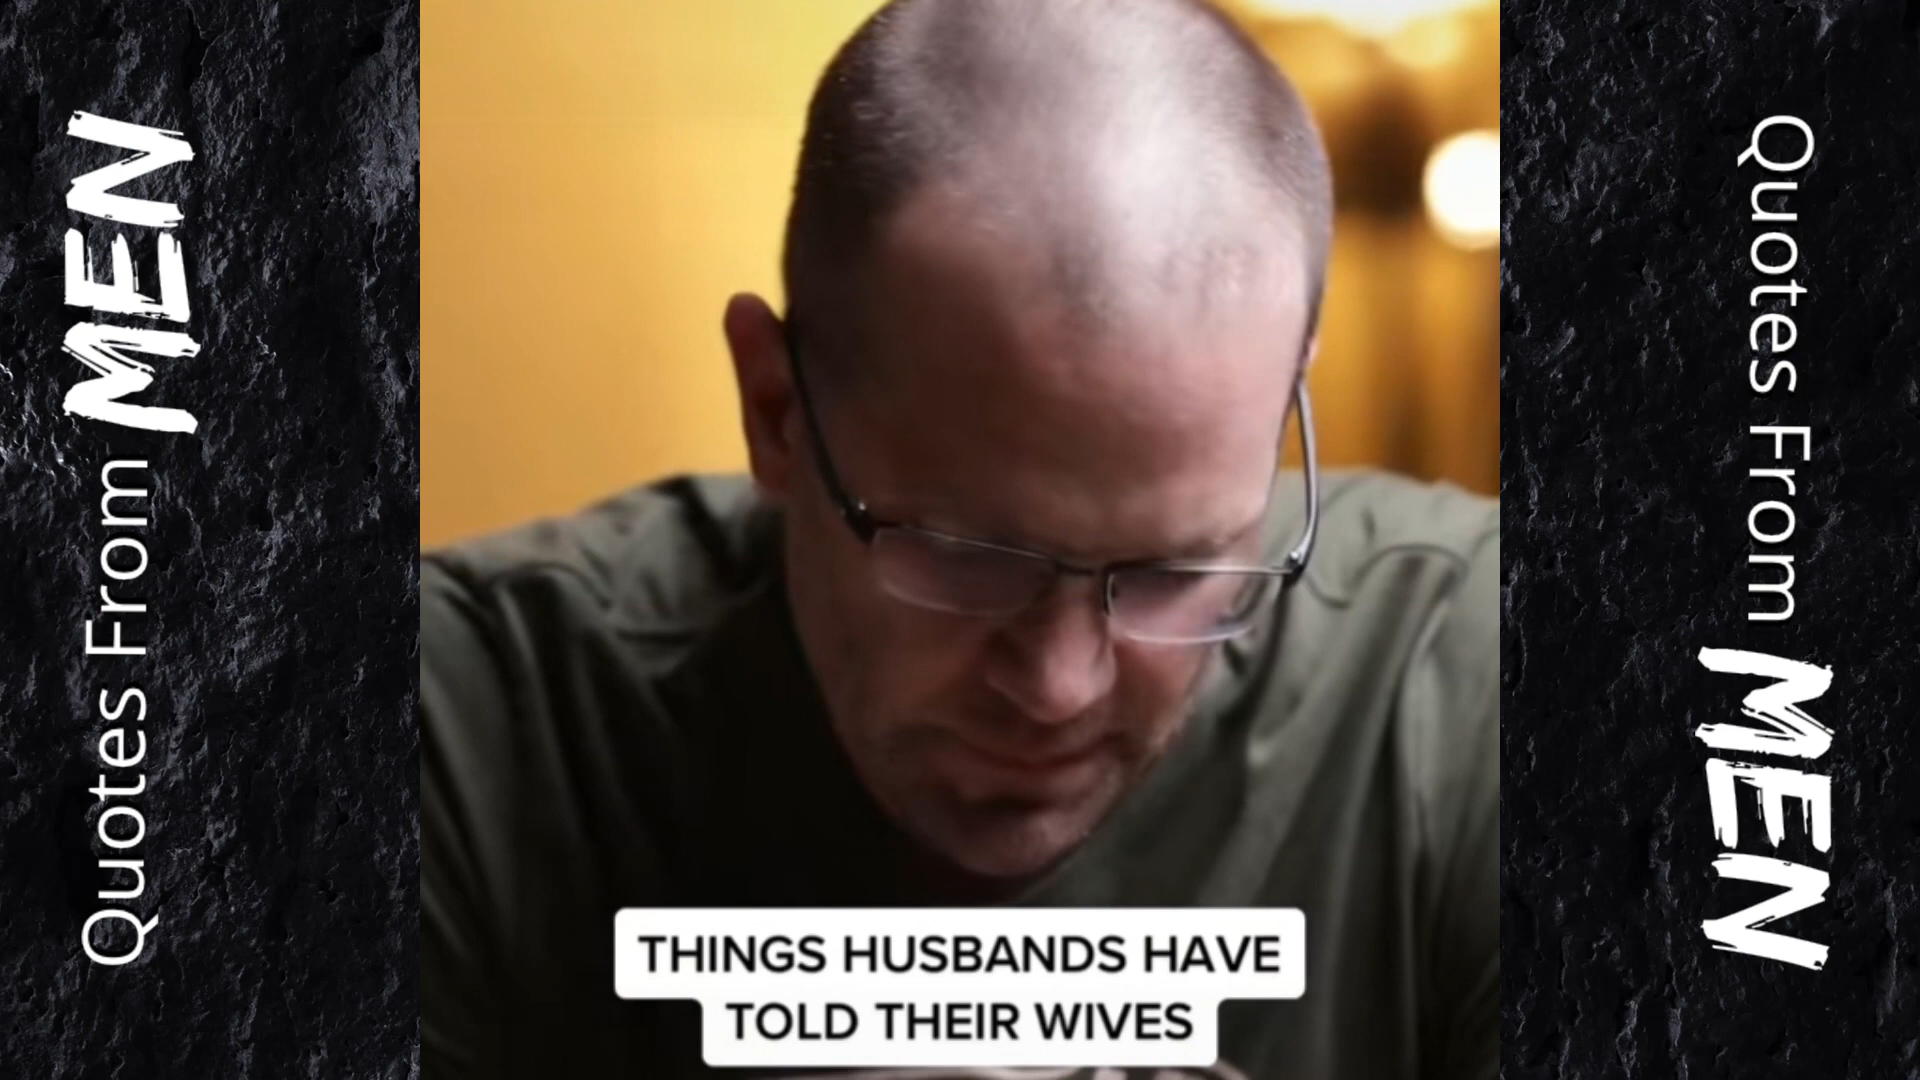 Quotes From MEN
THINGS HUSBANDS HAVE
TOLD THEIR WIVES
Quotes From MEN